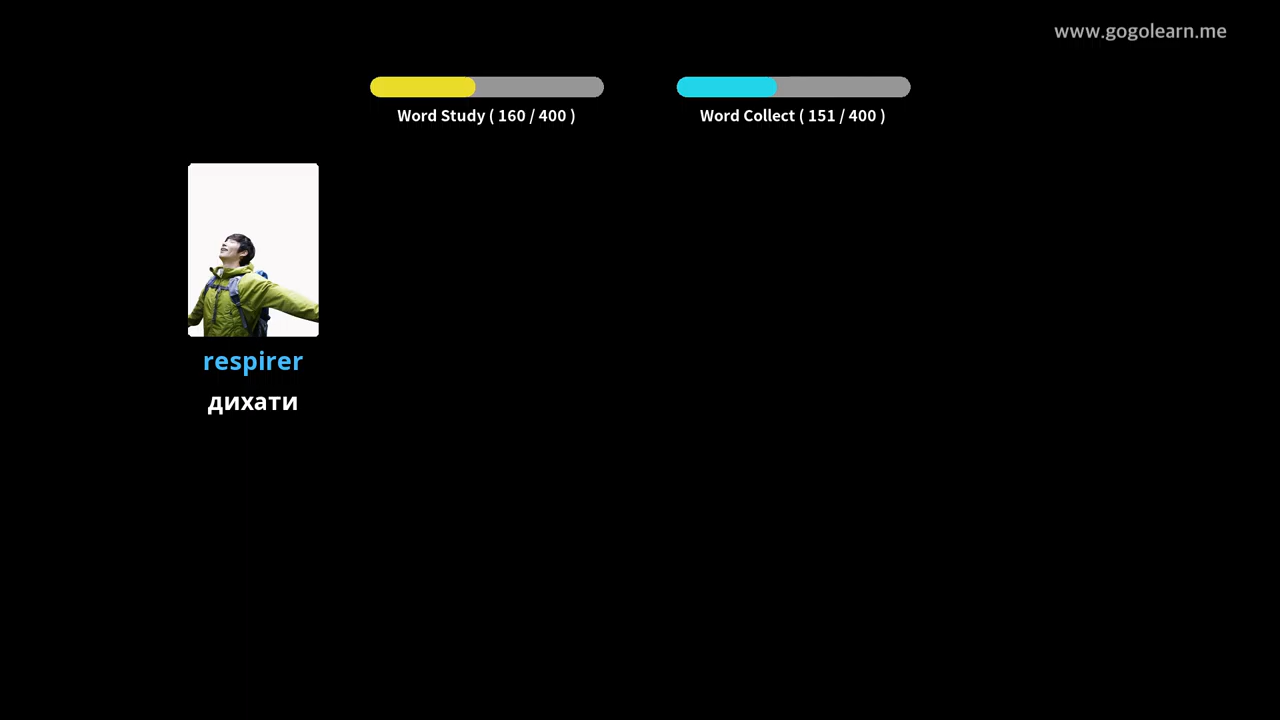 www.gogolearn.me
Word Study ( 160 / 400 )
Word Collect ( 151 / 400 )
respirer
дихати